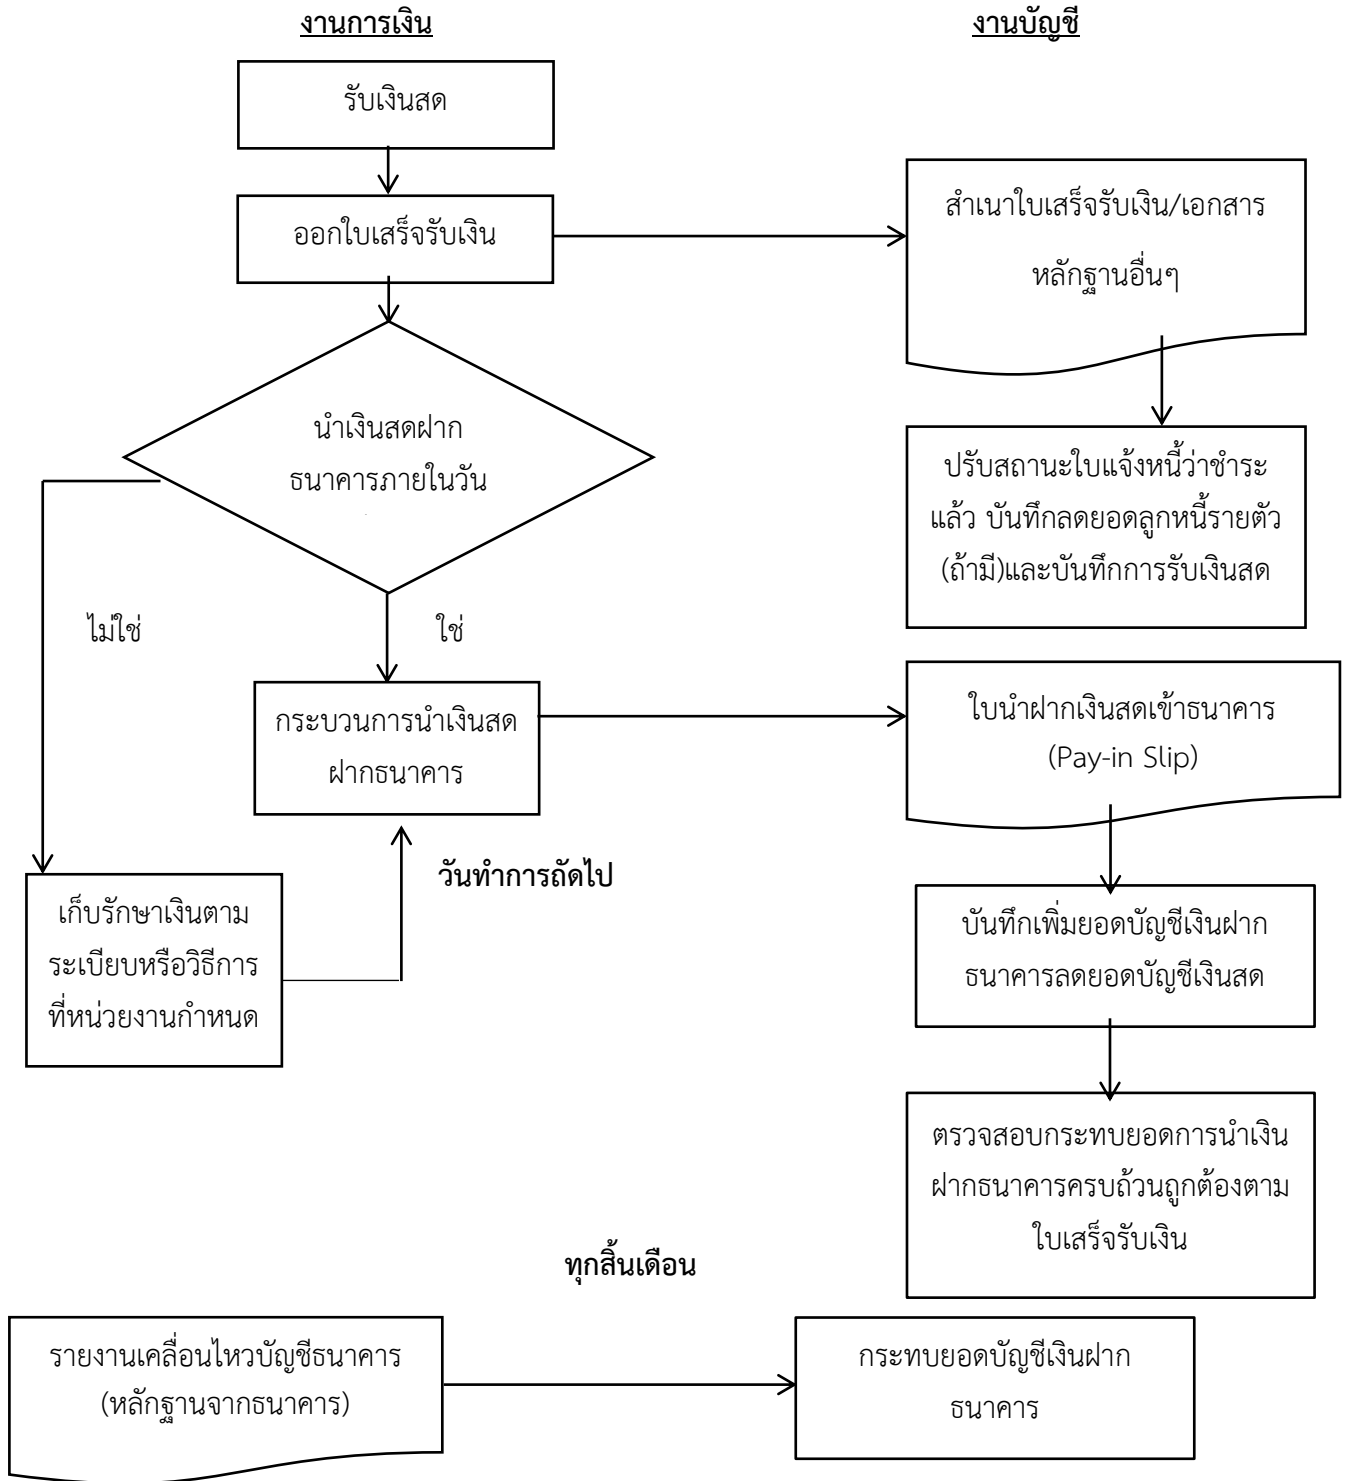 งานการเงิน
งานบัญชี
รับเงินสด
ออกใบเสร็จรับเงิน
สำเนาใบเสร็จรับเงิน/เอกสาร
หลักฐานอื่นๆ
นำเงินสดฝาก
ธนาคารภายในวัน
ปรับสถานะใบแจ้งหนี้ว่าชำระ
แล้ว บันทึกลดยอดลูกหนี้รายตัว
(ถ้ามี)และบันทึกการรับเงินสด
ไม่ใช่
ใช่
กระบวนการนำเงินสด
ฝากธนาคาร
ใบนำฝากเงินสดเข้าธนาคาร
(Pay-in Slip)
วันทำการถัดไป
เก็บรักษาเงินตาม
ระเบียบหรือวิธีการ
ที่หน่วยงานกำหนด
บันทึกเพิ่มยอดบัญชีเงินฝาก
ธนาคารลดยอดบัญชีเงินสด
ตรวจสอบกระทบยอดการนำเงิน
ฝากธนาคารครบถ้วนถูกต้องตาม
ใบเสร็จรับเงิน
ทุกสิ้นเดือน
รายงานเคลื่อนไหวบัญชีธนาคาร
(หลักฐานจากธนาคาร)
กระทบยอดบัญชีเงินฝาก
ธนาคาร